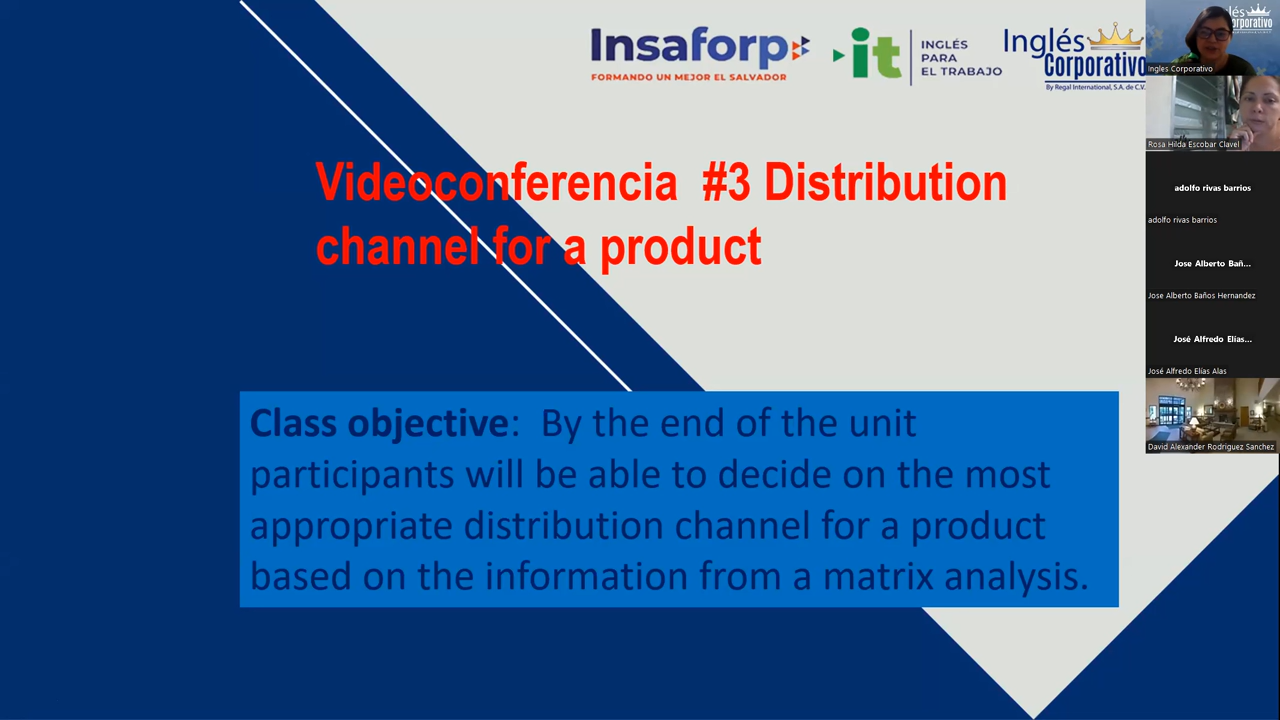 Insaforp
FORMANDO UN MEJOR EL SALVADOR
it
INGLÉS
PARA
EL TRABAJO
Inglés
Corporativo
By Regal International, S.A. de C.V.
Videoconferencia #3 Distribution
channel for a product
Class objective: By the end of the unit
participants will be able to decide on the most
appropriate distribution channel for a product
based on the information from a matrix analysis.
Ingles Corporativo
Rosa Hilda Escobar Clavel
adolfo rivas barrios
adolfo rivas barrios
Jose Alberto Bañ...
Jose Alberto Baños Hernandez
José Alfredo Elías...
José Alfredo Elías Alas
David Alexander Rodriguez Sanchez